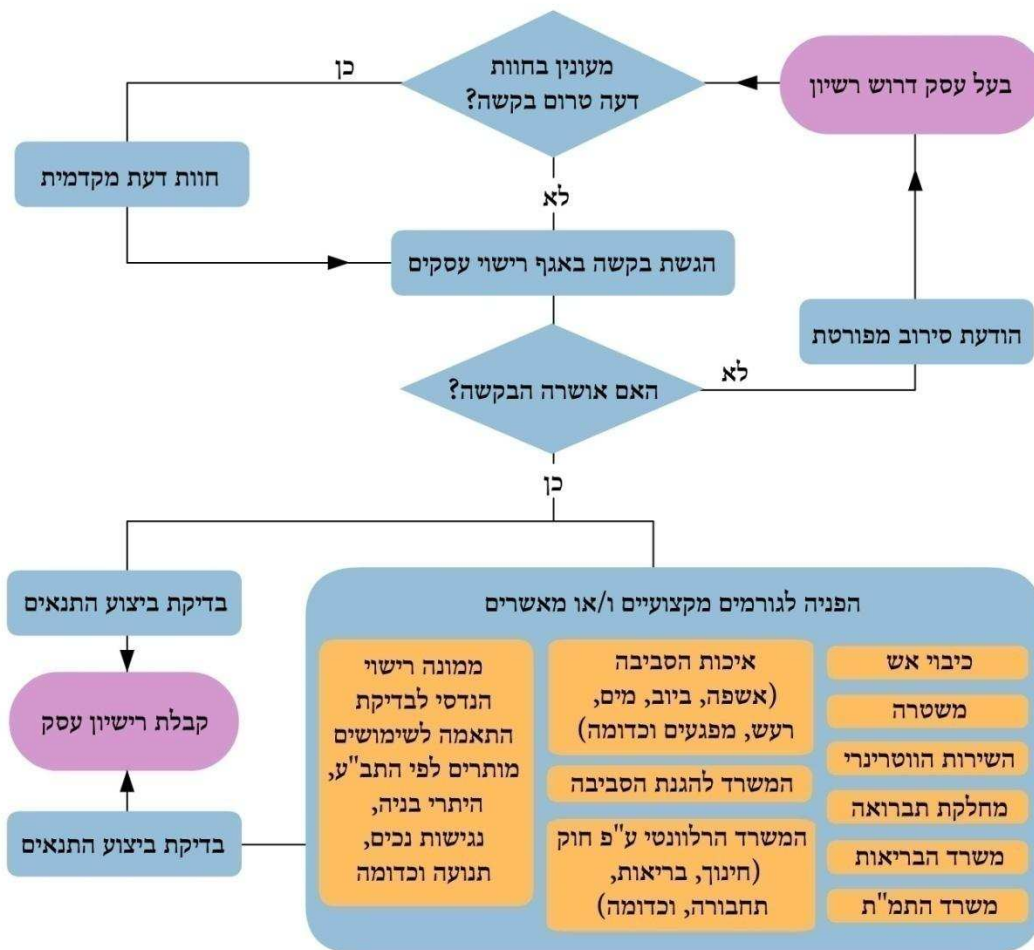 בעל עסק דרוש רשיון
מעונין בחוות
דעה טרום בקשה?
כן
חוות דעת מקדמית
לא
הגשת בקשה באגף רישוי עסקים
הודעת סירוב מפורטת
האם אושרה הבקשה?
לא
כן
בדיקת ביצוע התנאים
קבלת רישיון עסק
בדיקת ביצוע התנאים
הפניה לגורמים מקצועיים ו/או מאשרים
כיבוי אש
משטרה
השירות הווטרינרי
מחלקת תברואה
משרד הבריאות
משרד התמ"ת
איכות הסביבה
(אשפה, ביוב, מים,
רעש, מפגעים וכדומה)
המשרד להגנת הסביבה
המשרד הרלוונטי ע"פ חוק
(חינוך, בריאות,
תחבורה, וכדומה)
ממונה רישוי
הנדסי לבדיקת
התאמה לשימושים
מותרים לפי התב"ע,
היתרי בניה,
נגישות נכים,
תנועה וכדומה